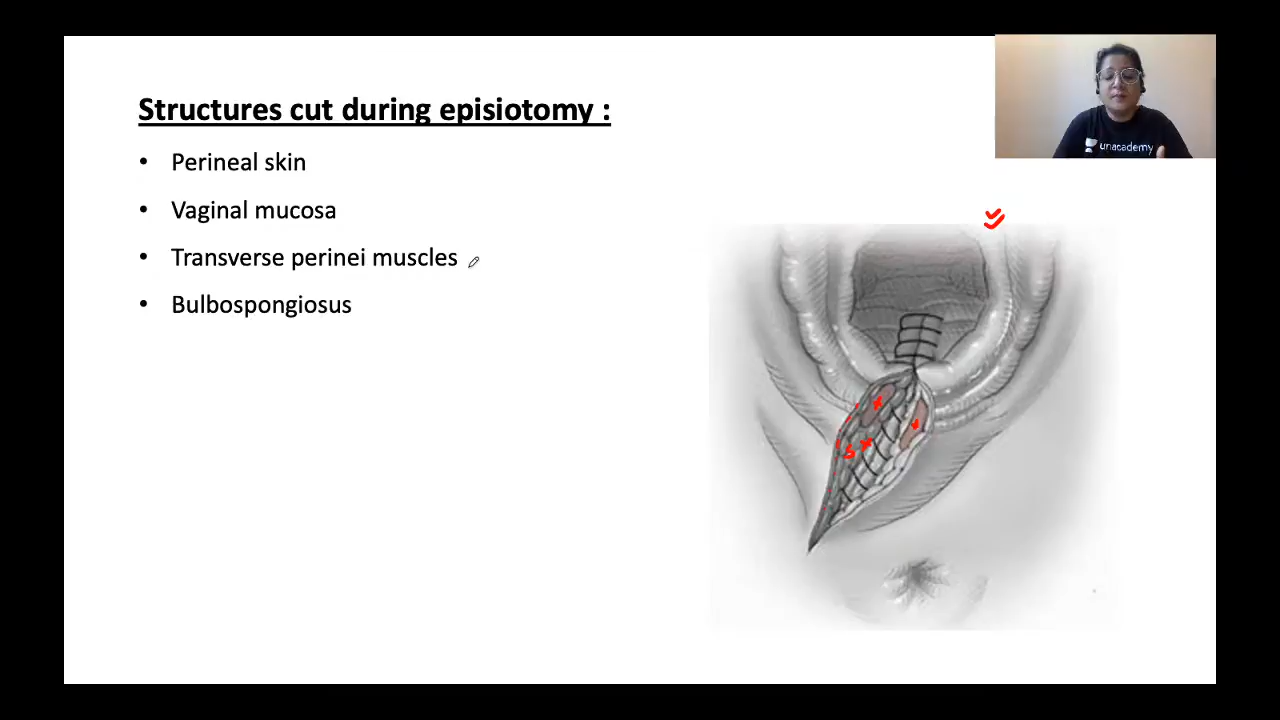 Structures cut during episiotomy :
• Perineal skin
• Vaginal mucosa
• Transverse perinei muscles
• Bulbospongiosus
unacademy